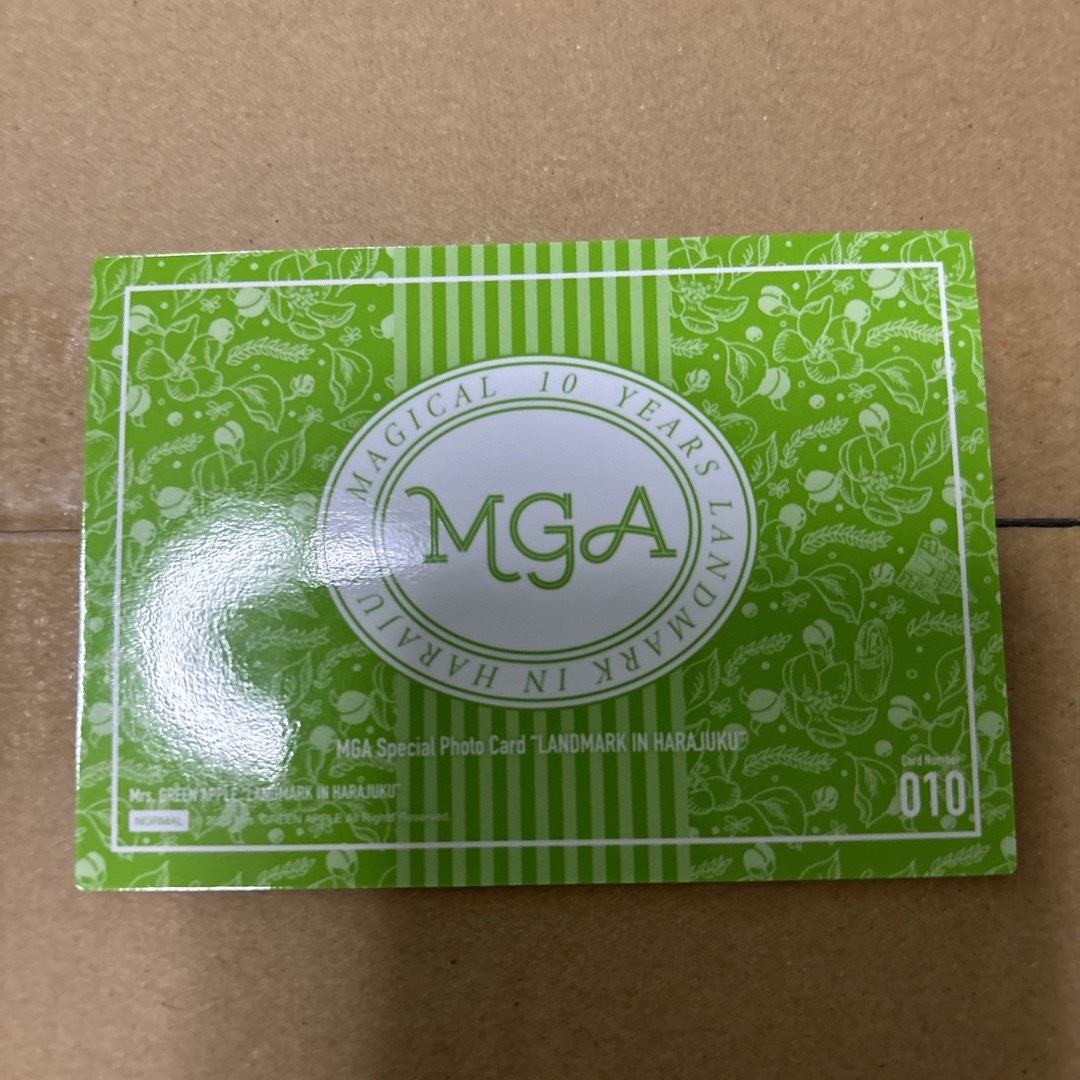 MAGICAL 10 YEARS LANDMARK IN HARAJU
MGA
MGA Special Photo Card "LANDMARK IN HARAJUKU"
Card Number
010
Mrs. GREEN APPLE "LANDMARK IN HARAJUKU"
NORMAL
GREEN APPLE All Rights Reserved.